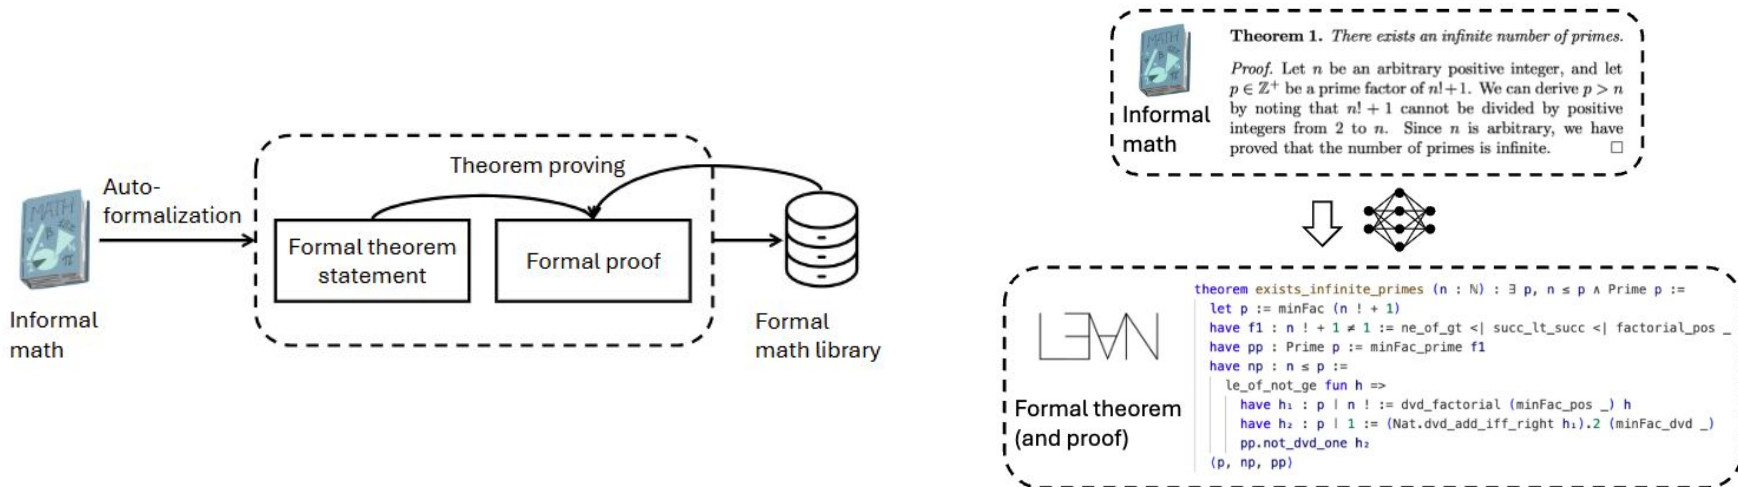 Informal
math
Auto-
formalization
Theorem proving
Formal theorem
statement
Formal proof
Formal
math library
MATH
Informal
math
Theorem 1. There exists an infinite number of primes.
Proof. Let n be an arbitrary positive integer, and let
p ∈ ℤ⁺ be a prime factor of n!+1. We can derive p > n
by noting that n! + 1 cannot be divided by positive
integers from 2 to n. Since n is arbitrary, we have
proved that the number of primes is infinite. □
LE∀N
Formal theorem
(and proof)
theorem exists_infinite_primes (n : ℕ) : ∃ p, n ≤ p ∧ Prime p :=
let p := minFac (n ! + 1)
have f1 : n ! + 1 ≠ 1 := ne_of_gt <| succ_lt_succ <| factorial_pos _
have pp : Prime p := minFac_prime f1
have np : n ≤ p :=
le_of_not_ge fun h =>
have h₁ : p ∣ n ! := dvd_factorial (minFac_pos _) h
have h₂ : p ∣ 1 := (Nat.dvd_add_iff_right h₁).2 (minFac_dvd _)
pp.not_dvd_one h₂
⟨p, np, pp⟩